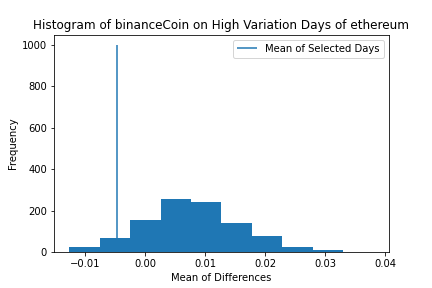 Histogram of binanceCoin on High Variation Days of ethereum
1000
800
600
400
200
0
Frequency
Mean of Selected Days
−0.01 0.00 0.01 0.02 0.03 0.04
Mean of Differences